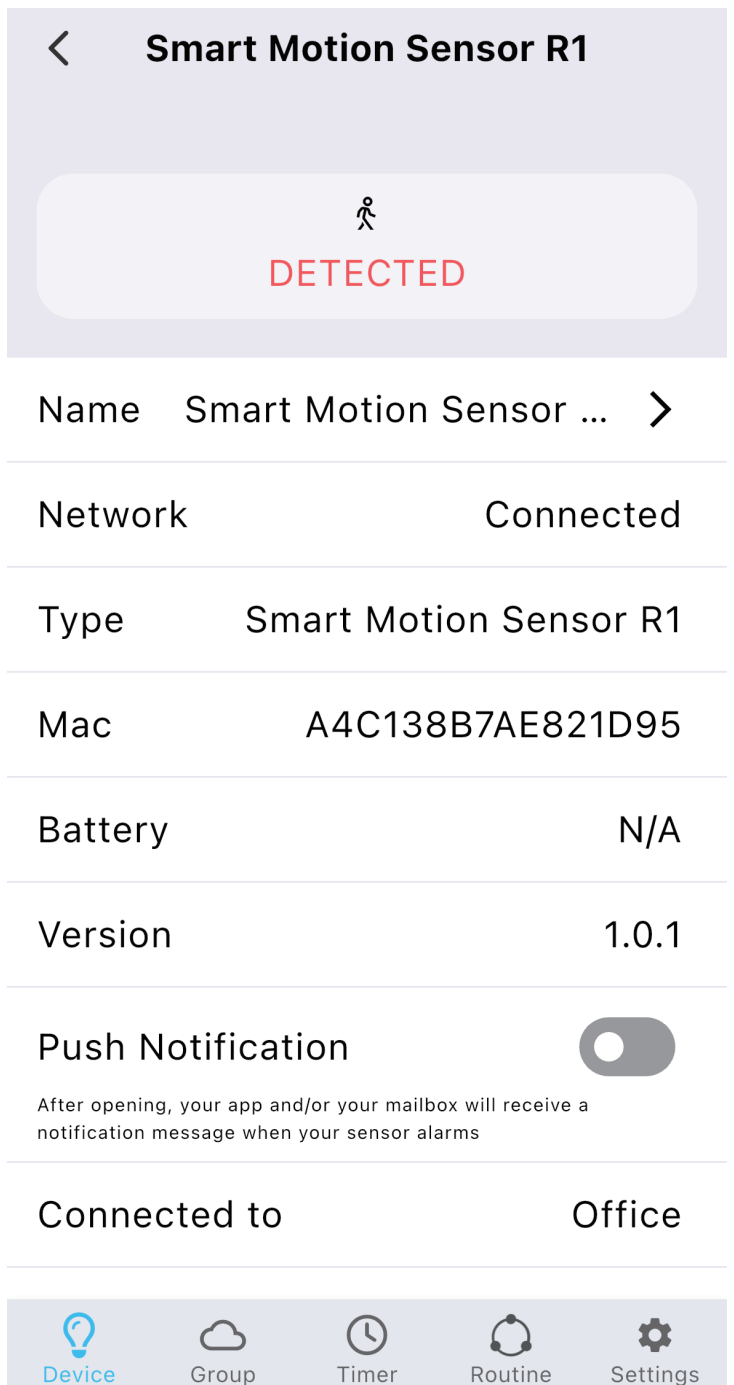 Smart Motion Sensor R1
DETECTED
Name Smart Motion Sensor ...
Network Connected
Type Smart Motion Sensor R1
Mac A4C138B7AE821D95
Battery N/A
Version 1.0.1
Push Notification
After opening, your app and/or your mailbox will receive a
notification message when your sensor alarms
Connected to Office
Device Group Timer Routine Settings